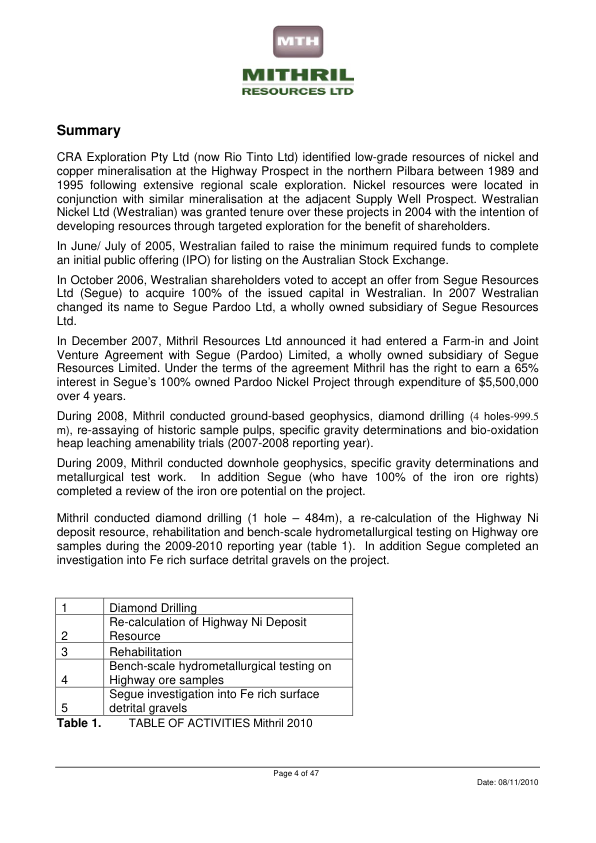 MTH
MITHRIL
RESOURCES LTD
Summary
CRA Exploration Pty Ltd (now Rio Tinto Ltd) identified low-grade resources of nickel and
copper mineralisation at the Highway Prospect in the northern Pilbara between 1989 and
1995 following extensive regional scale exploration. Nickel resources were located in
conjunction with similar mineralisation at the adjacent Supply Well Prospect. Westralian
Nickel Ltd (Westralian) was granted tenure over these projects in 2004 with the intention of
developing resources through targeted exploration for the benefit of shareholders.
In June/ July of 2005, Westralian failed to raise the minimum required funds to complete
an initial public offering (IPO) for listing on the Australian Stock Exchange.
In October 2006, Westralian shareholders voted to accept an offer from Segue Resources
Ltd (Segue) to acquire 100% of the issued capital in Westralian. In 2007 Westralian
changed its name to Segue Pardoo Ltd, a wholly owned subsidiary of Segue Resources
Ltd.
In December 2007, Mithril Resources Ltd announced it had entered a Farm-in and Joint
Venture Agreement with Segue (Pardoo) Limited, a wholly owned subsidiary of Segue
Resources Limited. Under the terms of the agreement Mithril has the right to earn a 65%
interest in Segue's 100% owned Pardoo Nickel Project through expenditure of $5,500,000
over 4 years.
During 2008, Mithril conducted ground-based geophysics, diamond drilling (4 holes-999.5
m), re-assaying of historic sample pulps, specific gravity determinations and bio-oxidation
heap leaching amenability trials (2007-2008 reporting year).
During 2009, Mithril conducted downhole geophysics, specific gravity determinations and
metallurgical test work. In addition Segue (who have 100% of the iron ore rights)
completed a review of the iron ore potential on the project.
Mithril conducted diamond drilling (1 hole – 484m), a re-calculation of the Highway Ni
deposit resource, rehabilitation and bench-scale hydrometallurgical testing on Highway ore
samples during the 2009-2010 reporting year (table 1). In addition Segue completed an
investigation into Fe rich surface detrital gravels on the project.
1 Diamond Drilling
Re-calculation of Highway Ni Deposit
2 Resource
3 Rehabilitation
Bench-scale hydrometallurgical testing on
4 Highway ore samples
Segue investigation into Fe rich surface
5 detrital gravels
Table 1. TABLE OF ACTIVITIES Mithril 2010
Page 4 of 47
Date: 08/11/2010